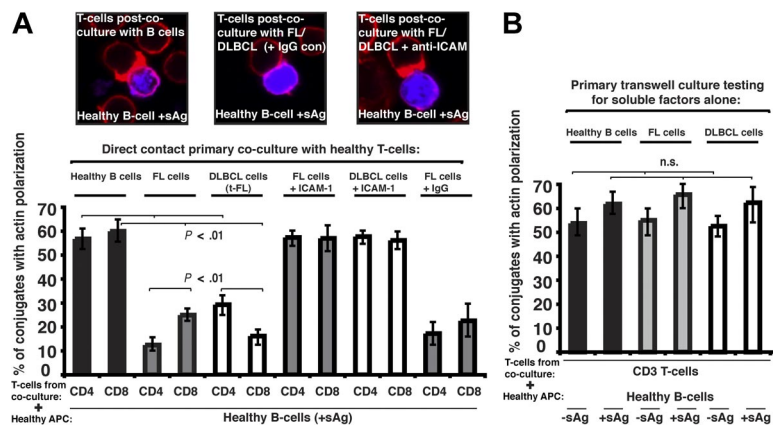 A
T-cells post-co-
culture with B cells
Healthy B-cell +sAg
T-cells post-co-
culture with FL/
DLBCL (+ IgG con)
Healthy B-cell +sAg
T-cells post-co-
culture with FL/
DLBCL + anti-ICAM
Healthy B-cell +sAg
Direct contact primary co-culture with healthy T-cells:
Healthy B cells
FL cells
DLBCL cells
(t-FL)
FL cells
+ ICAM-1
DLBCL cells
+ ICAM-1
FL cells
+ IgG
% of conjugates with actin polarization
70
60
50
40
30
20
10
0
P < .01
P < .01
T-cells from
co-culture:
+
Healthy APC:
CD4 CD8 CD4 CD8 CD4 CD8 CD4 CD8 CD4 CD8 CD4 CD8
Healthy B-cells (+sAg)
B
Primary transwell culture testing
for soluble factors alone:
Healthy B cells
FL cells
DLBCL cells
n.s.
% of conjugates with actin polarization
70
60
50
40
30
20
10
0
T-cells from
co-culture:
+
Healthy APC:
CD3 T-cells
Healthy B-cells
-sAg +sAg -sAg +sAg -sAg +sAg